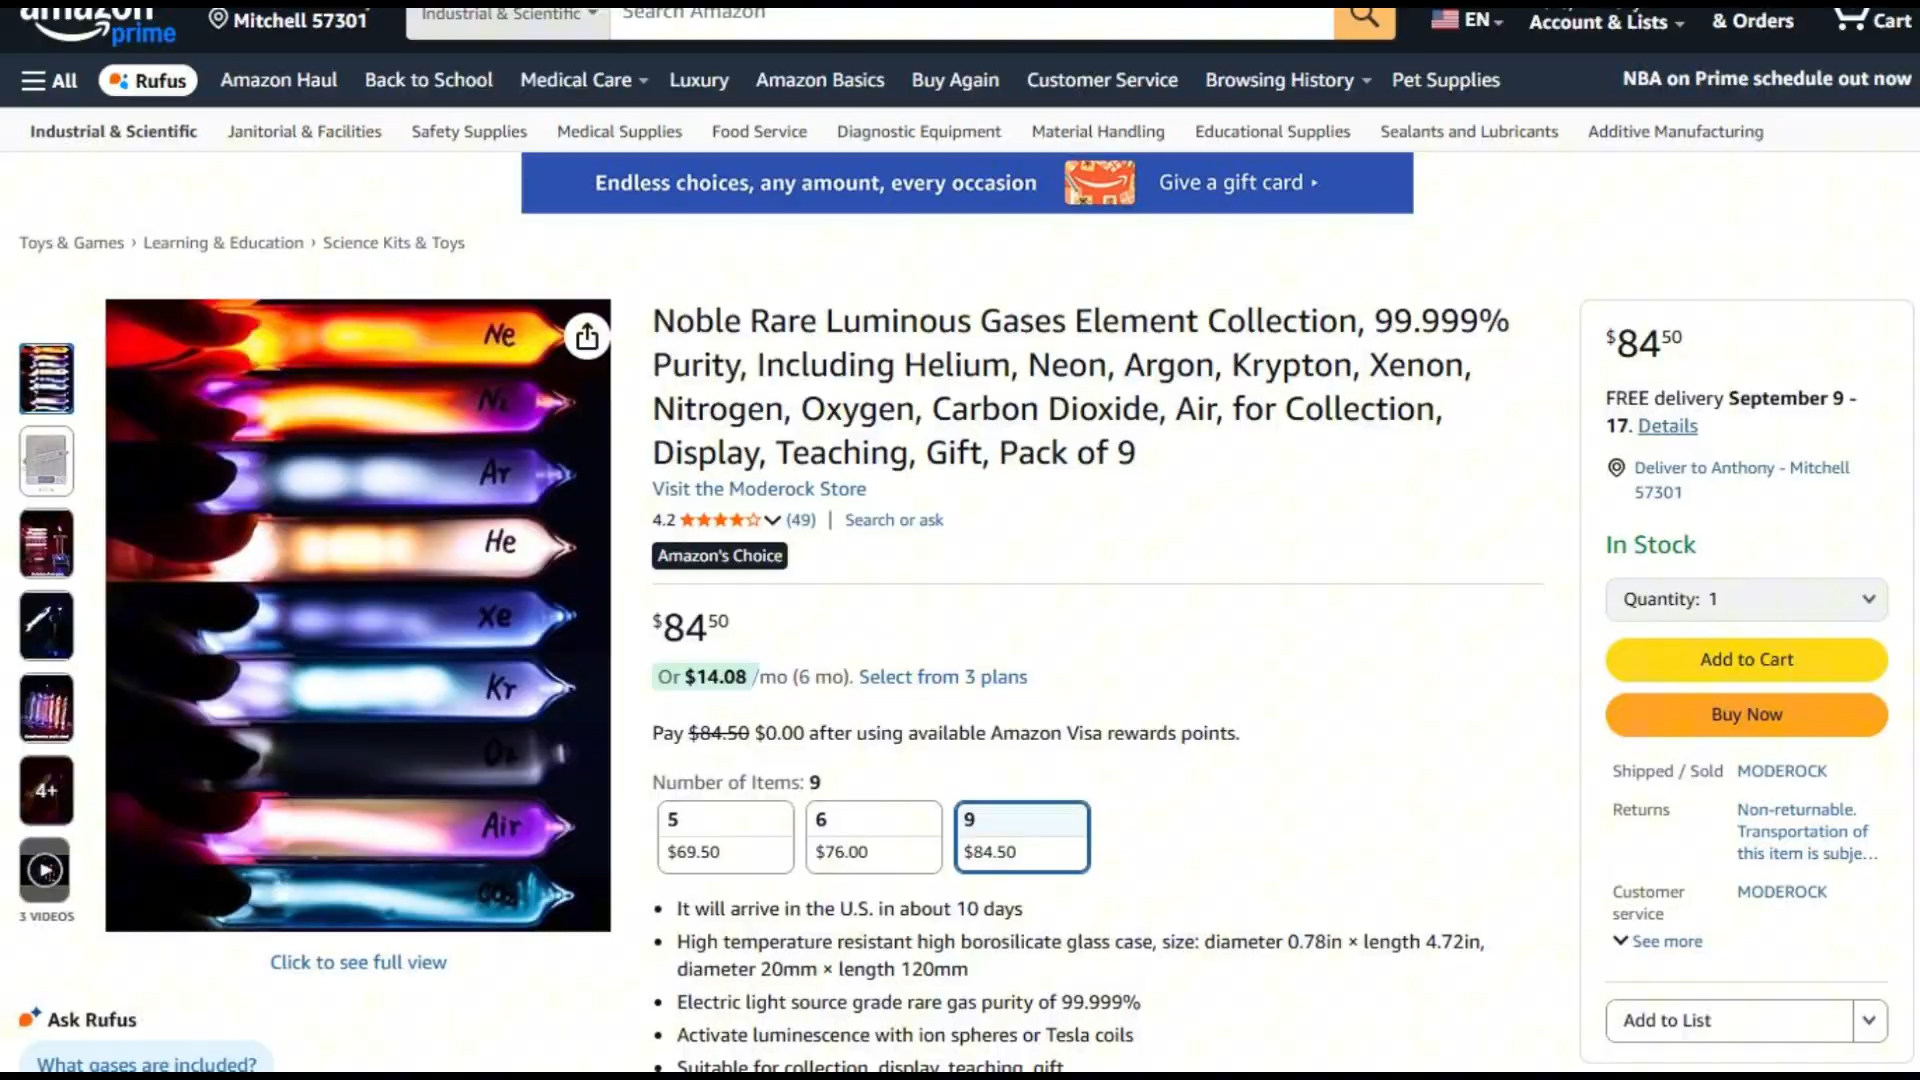 amazon
prime
Mitchell 57301
Industrial & Scientific
Search Amazon
EN
Account & Lists
& Orders
Cart
All
Rufus
Amazon Haul
Back to School
Medical Care
Luxury
Amazon Basics
Buy Again
Customer Service
Browsing History
Pet Supplies
NBA on Prime schedule out now
Industrial & Scientific
Janitorial & Facilities
Safety Supplies
Medical Supplies
Food Service
Diagnostic Equipment
Material Handling
Educational Supplies
Sealants and Lubricants
Additive Manufacturing
Endless choices, any amount, every occasion
Give a gift card ▸
Toys & Games › Learning & Education › Science Kits & Toys
4+
3 VIDEOS
Ne
N₂
Ar
He
Xe
Kr
O₂
Air
CO₂
Click to see full view
Ask Rufus
What gases are included?
Noble Rare Luminous Gases Element Collection, 99.999%
Purity, Including Helium, Neon, Argon, Krypton, Xenon,
Nitrogen, Oxygen, Carbon Dioxide, Air, for Collection,
Display, Teaching, Gift, Pack of 9
Visit the Moderock Store
4.2 (49) | Search or ask
Amazon's Choice
$84.50
Or $14.08 /mo (6 mo). Select from 3 plans
Pay $84.50 $0.00 after using available Amazon Visa rewards points.
Number of Items: 9
5
$69.50
6
$76.00
9
$84.50
• It will arrive in the U.S. in about 10 days
• High temperature resistant high borosilicate glass case, size: diameter 0.78in × length 4.72in,
diameter 20mm × length 120mm
• Electric light source grade rare gas purity of 99.999%
• Activate luminescence with ion spheres or Tesla coils
• Suitable for collection, display, teaching, gift
$84.50
FREE delivery September 9 -
17. Details
Deliver to Anthony - Mitchell
57301
In Stock
Quantity: 1
Add to Cart
Buy Now
Shipped / Sold MODEROCK
Returns Non-returnable.
Transportation of
this item is subje...
Customer
service
MODEROCK
See more
Add to List